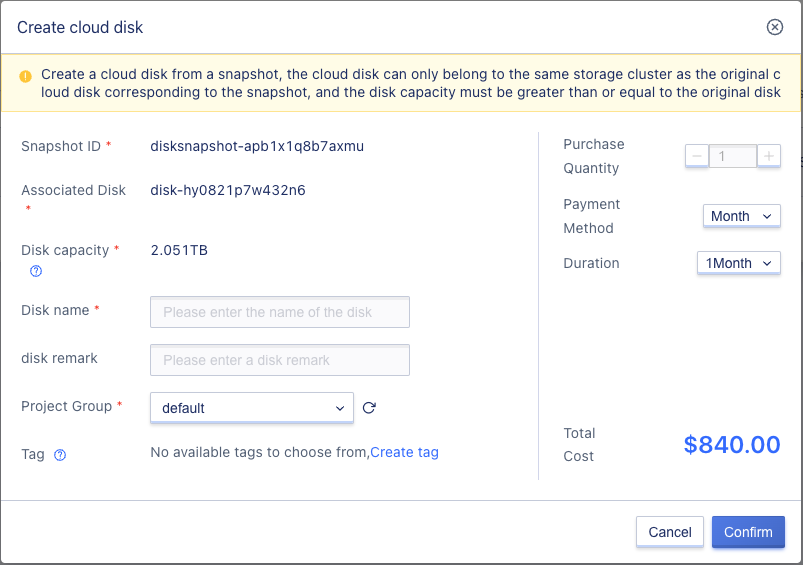 Create cloud disk
Create a cloud disk from a snapshot, the cloud disk can only belong to the same storage cluster as the original c
loud disk corresponding to the snapshot, and the disk capacity must be greater than or equal to the original disk
Snapshot ID * disksnapshot-apb1x1q8b7axmu
Associated Disk disk-hy0821p7w432n6
*
Disk capacity * 2.051TB
Disk name * Please enter the name of the disk
disk remark Please enter a disk remark
Project Group * default
Tag No available tags to choose from,Create tag
Purchase
Quantity
1
Payment
Method
Month
Duration 1Month
Total
Cost
$840.00
Cancel Confirm